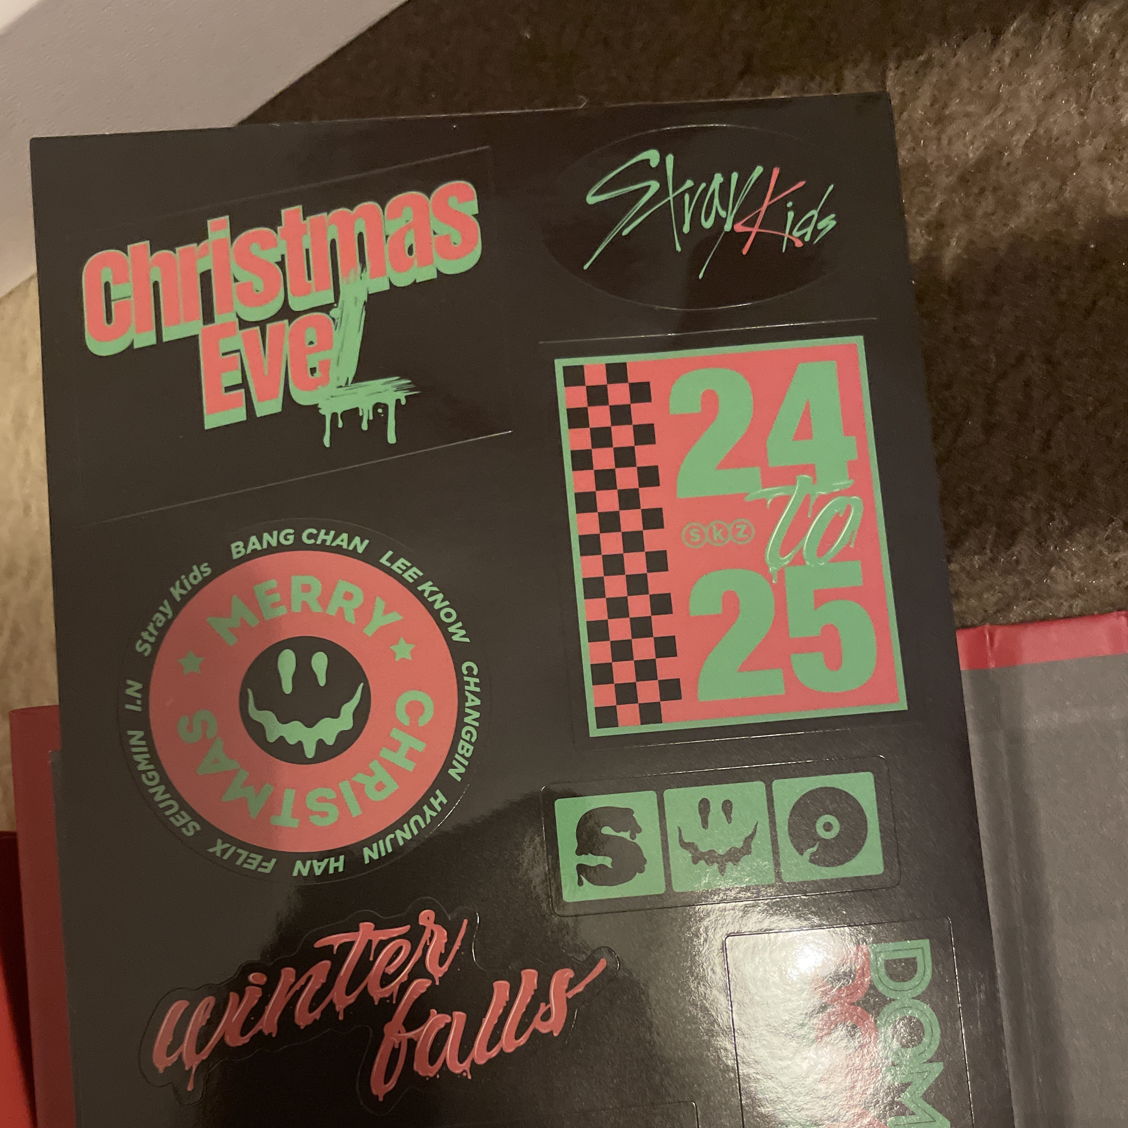 Christmas
EveL
Stray Kids
24
to
skz
25
Stray Kids BANG CHAN LEE KNOW CHANGBIN HYUNJIN HAN FELIX SEUNGMIN I.N
MERRY CHRISTMAS
S
winter
falls
DOM